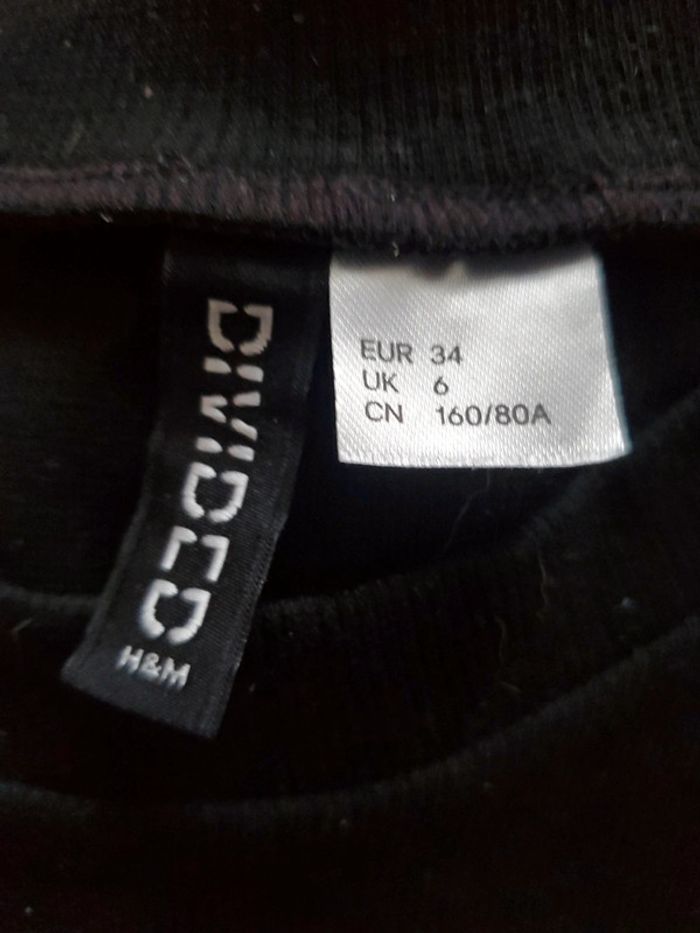 DIVIDED
H&M
EUR 34
UK 6
CN 160/80A